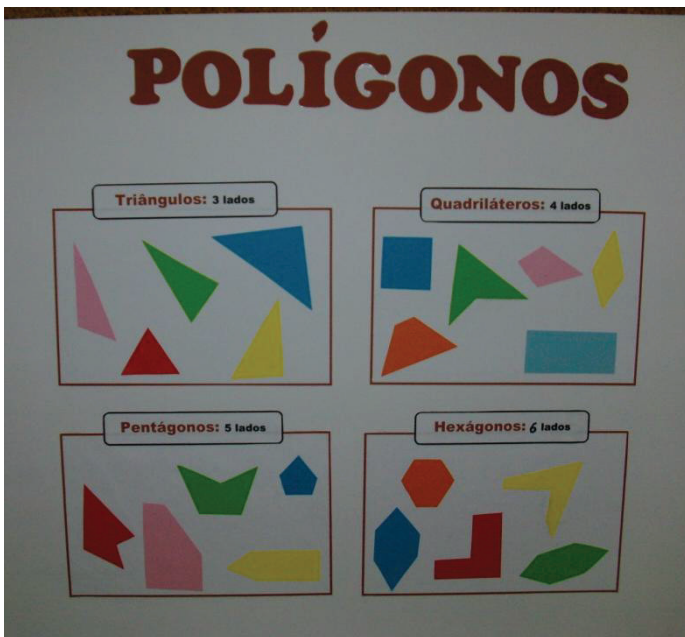 POLÍGONOS
Triângulos: 3 lados
Quadriláteros: 4 lados
Pentágonos: 5 lados
Hexágonos: 6 lados